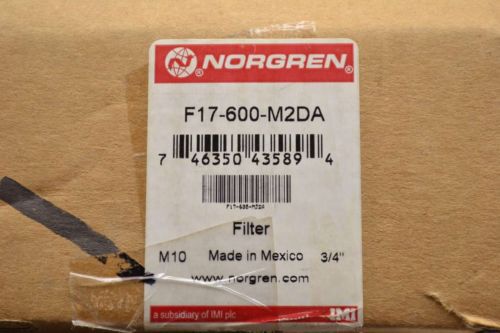 NORGREN®
F17-600-M2DA
7 46350 43589 4
F17-600-M2DA
Filter
M10 Made in Mexico 3/4"
www.norgren.com
a subsidiary of IMI plc IMI